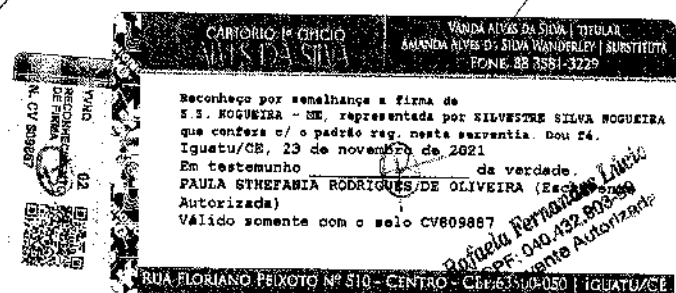 CARTÓRIO 1º OFÍCIO
ALVES DA SILVA
VANDA ALVES DA SILVA | TITULAR
AMANDA ALVES DA SILVA WANDERLEY | SUBSTITUTA
FONE: 88 3581-3229
Reconheço por semelhança a firma de
S.S. NOGUEIRA - ME, representada por SILVESTRE SILVA NOGUEIRA
que confere c/ o padrão reg. nesta serventia. Dou fé.
Iguatu/CE, 23 de novembro de 2021
Em testemunho da verdade.
PAULA STHEFANIA RODRIGUES DE OLIVEIRA (Escrevente
Autorizada)
Válido somente com o selo CV809887
Rafaela Fernandes Lúcio
CPF: 040.432.803-99
Autorizada
RUA FLORIANO PEIXOTO Nº 510 - CENTRO - CEP:63500-050 | IGUATU/CE
02
RECONHECIMENTO
DE FIRMA
N. CV 809887